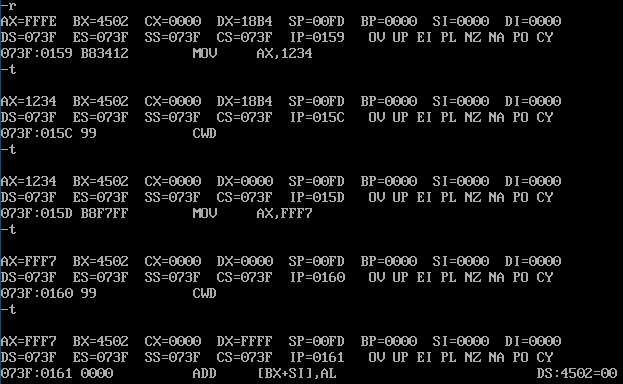 -r
AX=FFFE  BX=4502  CX=0000  DX=18B4  SP=00FD  BP=0000  SI=0000  DI=0000
DS=073F  ES=073F  SS=073F  CS=073F  IP=0159   OV UP EI PL NZ NA PO CY
073F:0159 B83412        MOV     AX,1234
-t
AX=1234  BX=4502  CX=0000  DX=18B4  SP=00FD  BP=0000  SI=0000  DI=0000
DS=073F  ES=073F  SS=073F  CS=073F  IP=015C   OV UP EI PL NZ NA PO CY
073F:015C 99            CWD
-t
AX=1234  BX=4502  CX=0000  DX=0000  SP=00FD  BP=0000  SI=0000  DI=0000
DS=073F  ES=073F  SS=073F  CS=073F  IP=015D   OV UP EI PL NZ NA PO CY
073F:015D B8F7FF        MOV     AX,FFF7
-t
AX=FFF7  BX=4502  CX=0000  DX=0000  SP=00FD  BP=0000  SI=0000  DI=0000
DS=073F  ES=073F  SS=073F  CS=073F  IP=0160   OV UP EI PL NZ NA PO CY
073F:0160 99            CWD
-t
AX=FFF7  BX=4502  CX=0000  DX=FFFF  SP=00FD  BP=0000  SI=0000  DI=0000
DS=073F  ES=073F  SS=073F  CS=073F  IP=0161   OV UP EI PL NZ NA PO CY
073F:0161 0000          ADD     [BX+SI],AL                         DS:4502=00